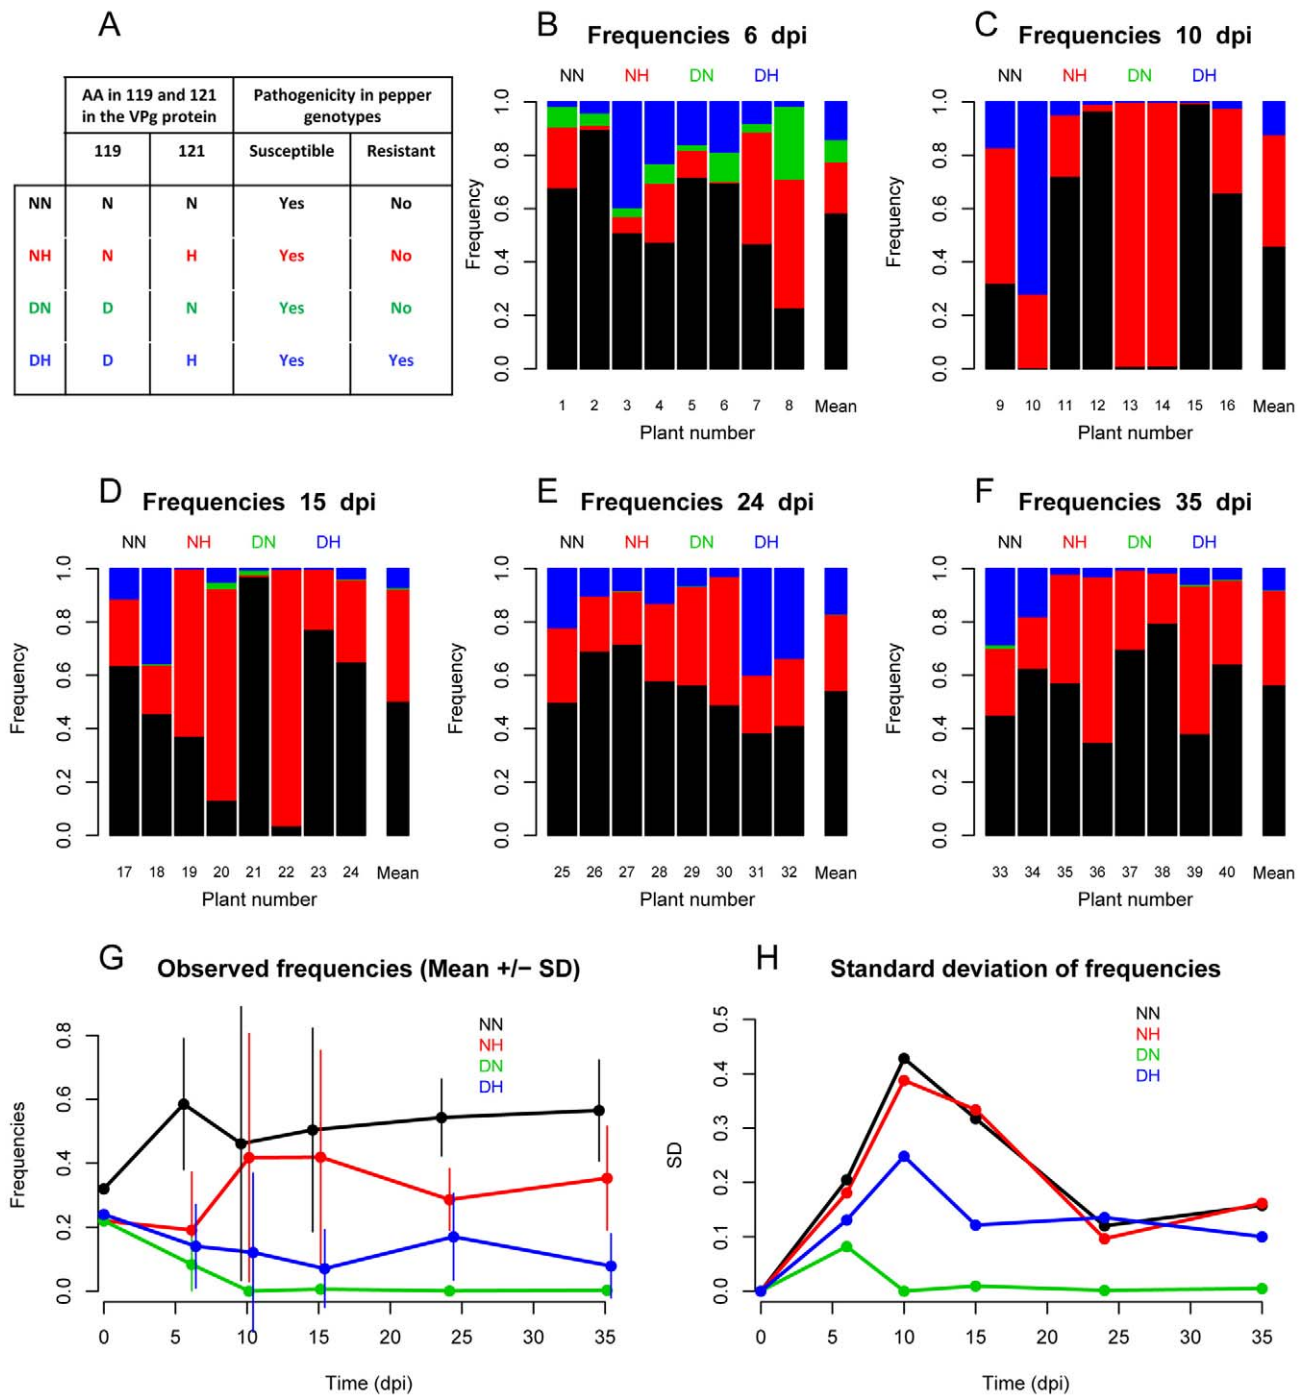 A
AA in 119 and 121
in the VPg protein
Pathogenicity in pepper
genotypes
119 121 Susceptible Resistant
NN N N Yes No
NH N H Yes No
DN D N Yes No
DH D H Yes Yes
B Frequencies 6 dpi
NN NH DN DH
Frequency
0.0 0.2 0.4 0.6 0.8 1.0
1 2 3 4 5 6 7 8 Mean
Plant number
C Frequencies 10 dpi
NN NH DN DH
Frequency
0.0 0.2 0.4 0.6 0.8 1.0
9 10 11 12 13 14 15 16 Mean
Plant number
D Frequencies 15 dpi
NN NH DN DH
Frequency
0.0 0.2 0.4 0.6 0.8 1.0
17 18 19 20 21 22 23 24 Mean
Plant number
E Frequencies 24 dpi
NN NH DN DH
Frequency
0.0 0.2 0.4 0.6 0.8 1.0
25 26 27 28 29 30 31 32 Mean
Plant number
F Frequencies 35 dpi
NN NH DN DH
Frequency
0.0 0.2 0.4 0.6 0.8 1.0
33 34 35 36 37 38 39 40 Mean
Plant number
G Observed frequencies (Mean +/− SD)
NN
NH
DN
DH
Frequencies
0.0 0.2 0.4 0.6 0.8
0 5 10 15 20 25 30 35
Time (dpi)
H Standard deviation of frequencies
NN
NH
DN
DH
SD
0.0 0.1 0.2 0.3 0.4 0.5
0 5 10 15 20 25 30 35
Time (dpi)